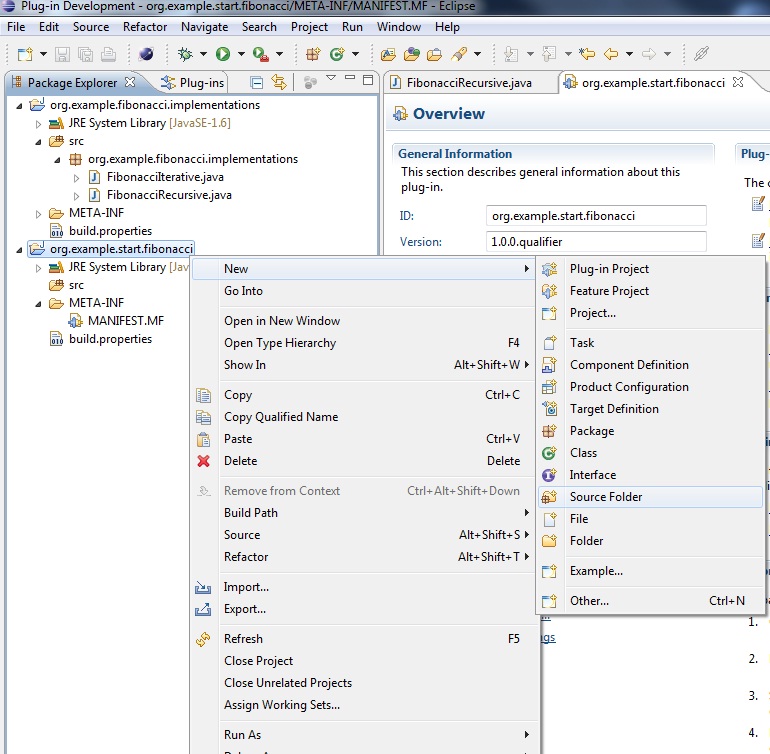 Plug-in Development - org.example.start.fibonacci/META-INF/MANIFEST.MF - Eclipse
File Edit Source Refactor Navigate Search Project Run Window Help
Package Explorer Plug-ins
FibonacciRecursive.java org.example.start.fibonacci
org.example.fibonacci.implementations
JRE System Library [JavaSE-1.6]
src
org.example.fibonacci.implementations
FibonacciIterative.java
FibonacciRecursive.java
META-INF
build.properties
org.example.start.fibonacci
JRE System Library [Jav
src
META-INF
MANIFEST.MF
build.properties
Overview
General Information
This section describes general information about this
plug-in.
ID: org.example.start.fibonacci
Version: 1.0.0.qualifier
Plug-
The c
New
Go Into
Open in New Window
Open Type Hierarchy F4
Show In Alt+Shift+W
Copy Ctrl+C
Copy Qualified Name
Paste Ctrl+V
Delete Delete
Remove from Context Ctrl+Alt+Shift+Down
Build Path
Source Alt+Shift+S
Refactor Alt+Shift+T
Import...
Export...
Refresh F5
Close Project
Close Unrelated Projects
Assign Working Sets...
Run As
Plug-in Project
Feature Project
Project...
Task
Component Definition
Product Configuration
Target Definition
Package
Class
Interface
Source Folder
File
Folder
Example...
Other... Ctrl+N
ngs
1.
2.
3.
4.